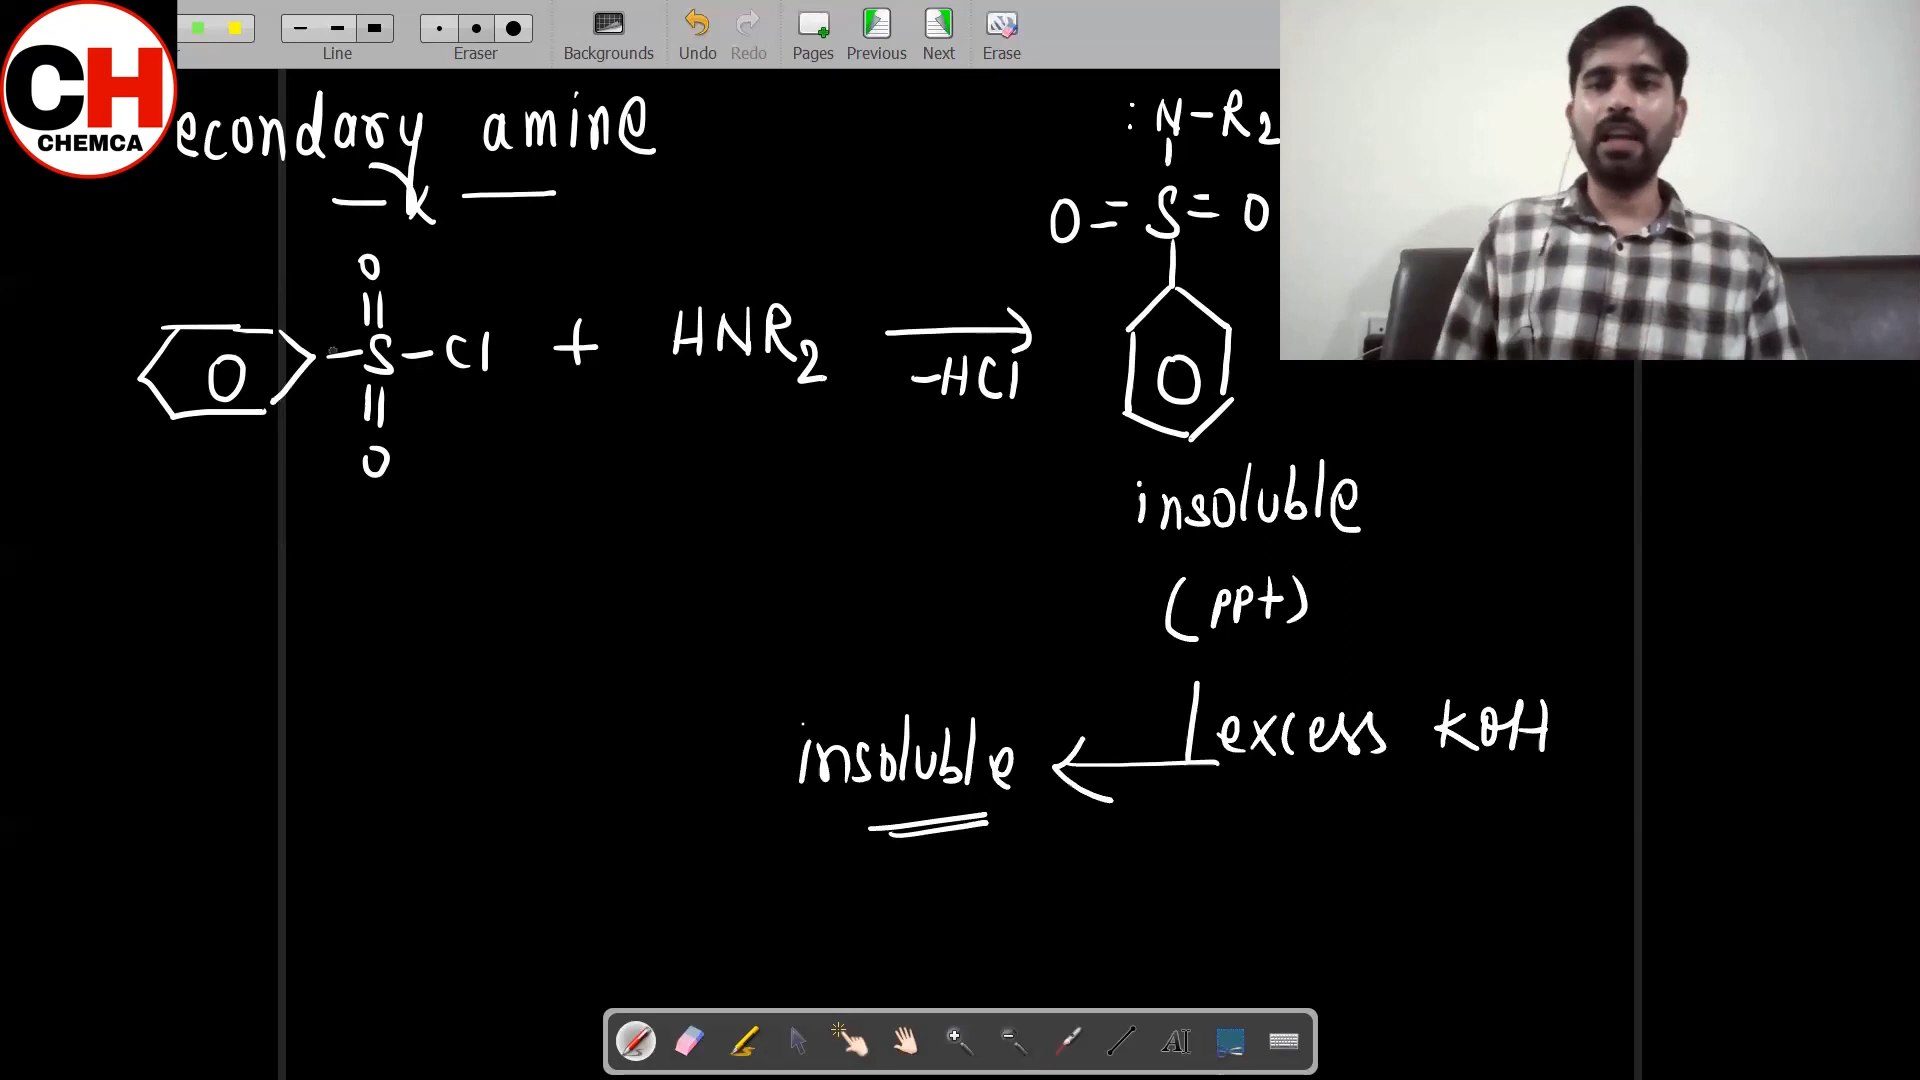 Line
Eraser
Backgrounds
Undo
Redo
Pages
Previous
Next
Erase
CH
CHEMCA
econdary amine
: N-R2
O=S=O
O
S-Cl + HNR2
-HCl
O
insoluble
(ppt)
excess KOH
insoluble
AI